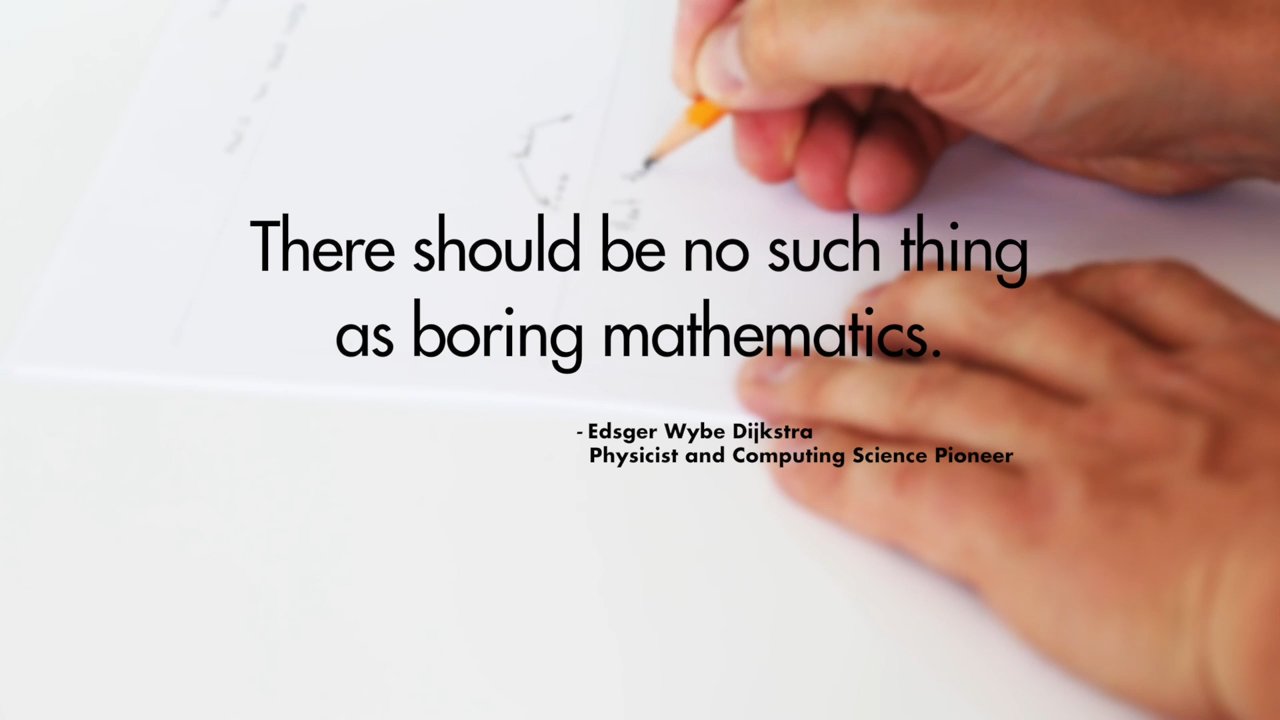 There should be no such thing
as boring mathematics.
- Edsger Wybe Dijkstra
Physicist and Computing Science Pioneer